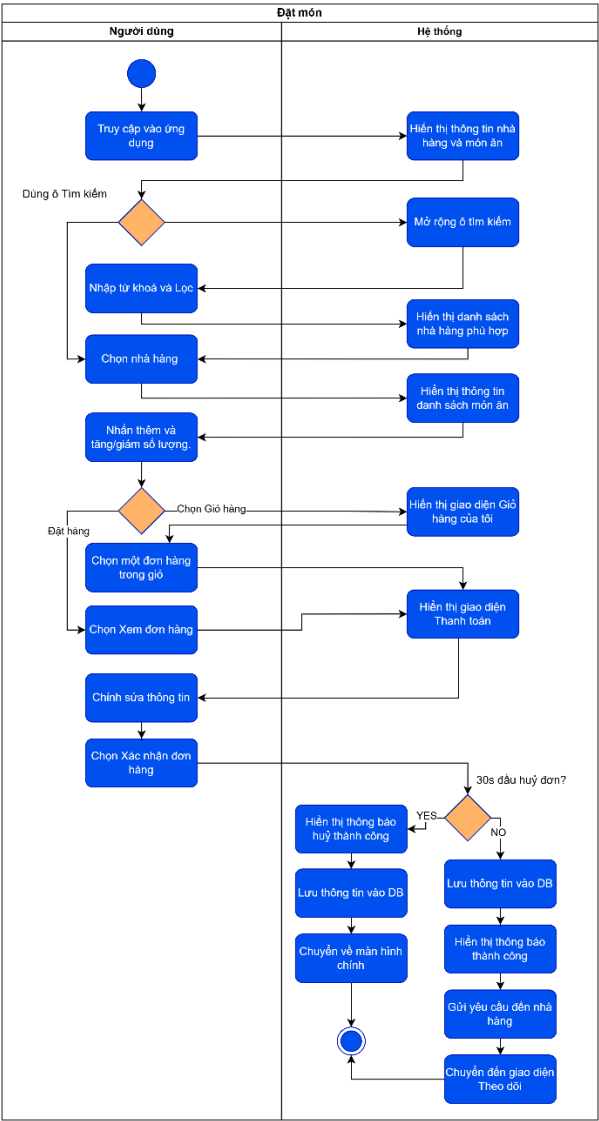 Đặt món
Người dùng
Hệ thống
Truy cập vào ứng
dụng
Hiển thị thông tin nhà
hàng và món ăn
Dùng ô Tìm kiếm
Mở rộng ô tìm kiếm
Nhập từ khoá và Lọc
Hiển thị danh sách
nhà hàng phù hợp
Chọn nhà hàng
Hiển thị thông tin
danh sách món ăn
Nhấn thêm và
tăng/giảm số lượng.
Chọn Giỏ hàng
Hiển thị giao diện Giỏ
hàng của tôi
Đặt hàng
Chọn một đơn hàng
trong giỏ
Hiển thị giao diện
Thanh toán
Chọn Xem đơn hàng
Chỉnh sửa thông tin
Chọn Xác nhận đơn
hàng
30s đầu huỷ đơn?
YES
NO
Hiển thị thông báo
huỷ thành công
Lưu thông tin vào DB
Chuyển về màn hình
chính
Lưu thông tin vào DB
Hiển thị thông báo
thành công
Gửi yêu cầu đến nhà
hàng
Chuyển đến giao diện
Theo dõi